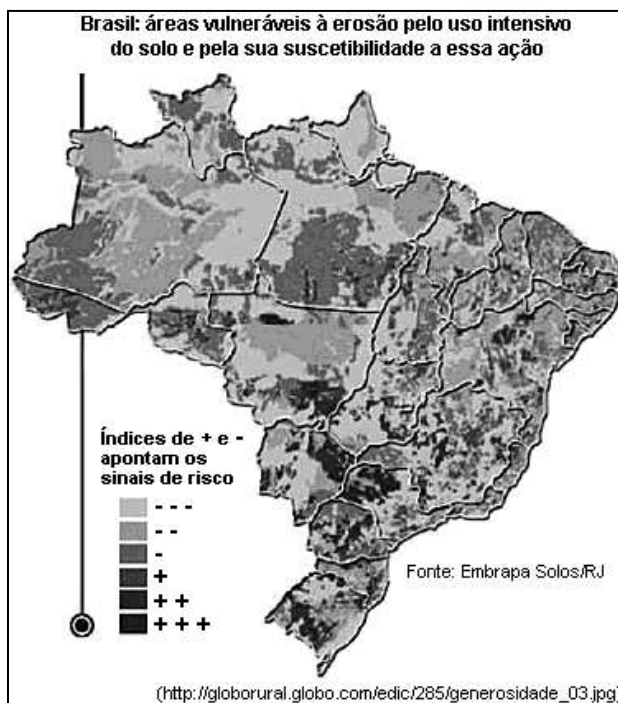 Brasil: áreas vulneráveis à erosão pelo uso intensivo
do solo e pela sua suscetibilidade a essa ação
Índices de + e -
apontam os
sinais de risco
- - -
- -
-
+
+ +
+ + +
Fonte: Embrapa Solos/RJ
(http://globorural.globo.com/edic/285/generosidade_03.jpg)